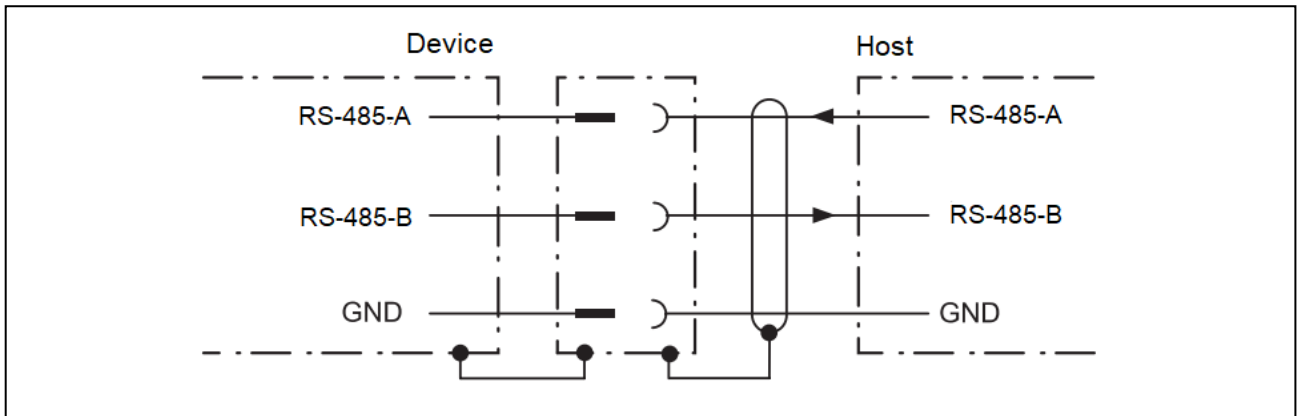 Device Host
RS-485-A RS-485-A
RS-485-B RS-485-B
GND GND